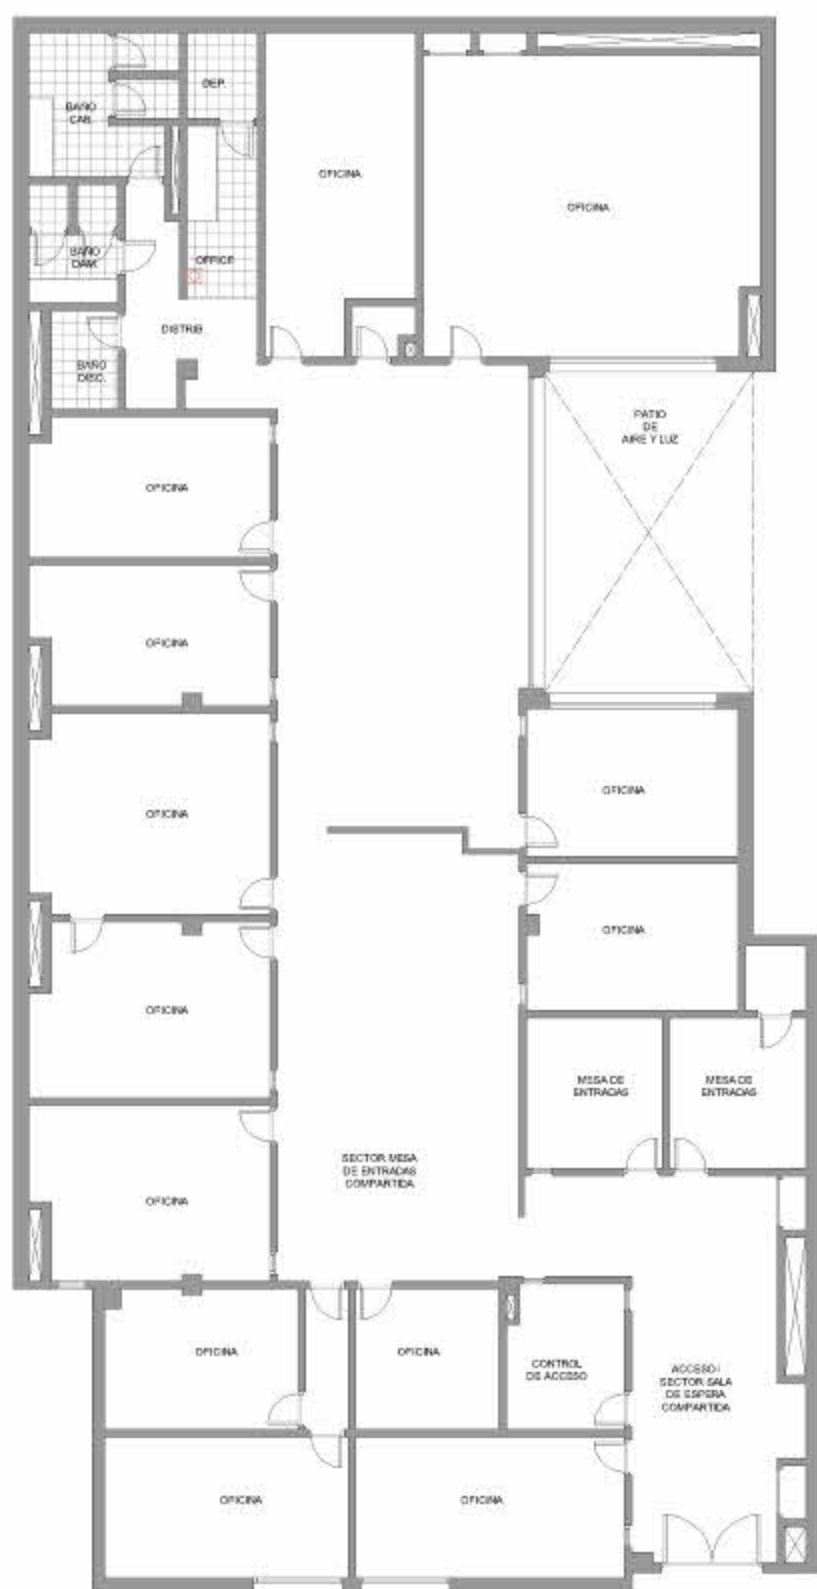 DEP.
BAÑO
CAB.
OFICINA
OFICINA
BAÑO
DAM.
OFFICE
DISTRIB.
BAÑO
DISC.
PATIO
DE
AIRE Y LUZ
OFICINA
OFICINA
OFICINA
OFICINA
OFICINA
OFICINA
MESA DE
ENTRADAS
MESA DE
ENTRADAS
SECTOR MESA
DE ENTRADAS
COMPARTIDA
OFICINA
OFICINA
OFICINA
CONTROL
DE ACCESO
ACCESO /
SECTOR SALA
DE ESPERA
COMPARTIDA
OFICINA
OFICINA